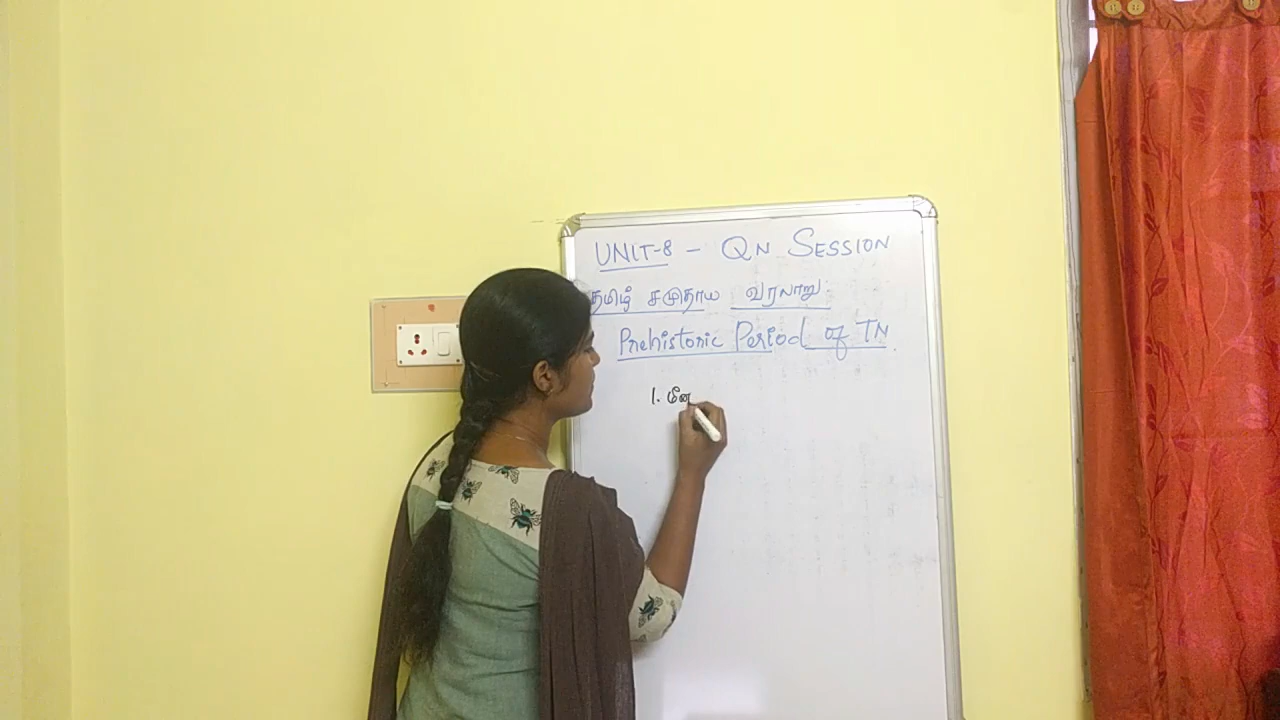 UNIT-8 - QN SESSION
தமிழ் சமுதாய வரலாறு:
Prehistoric Period of TN.
1. மீன